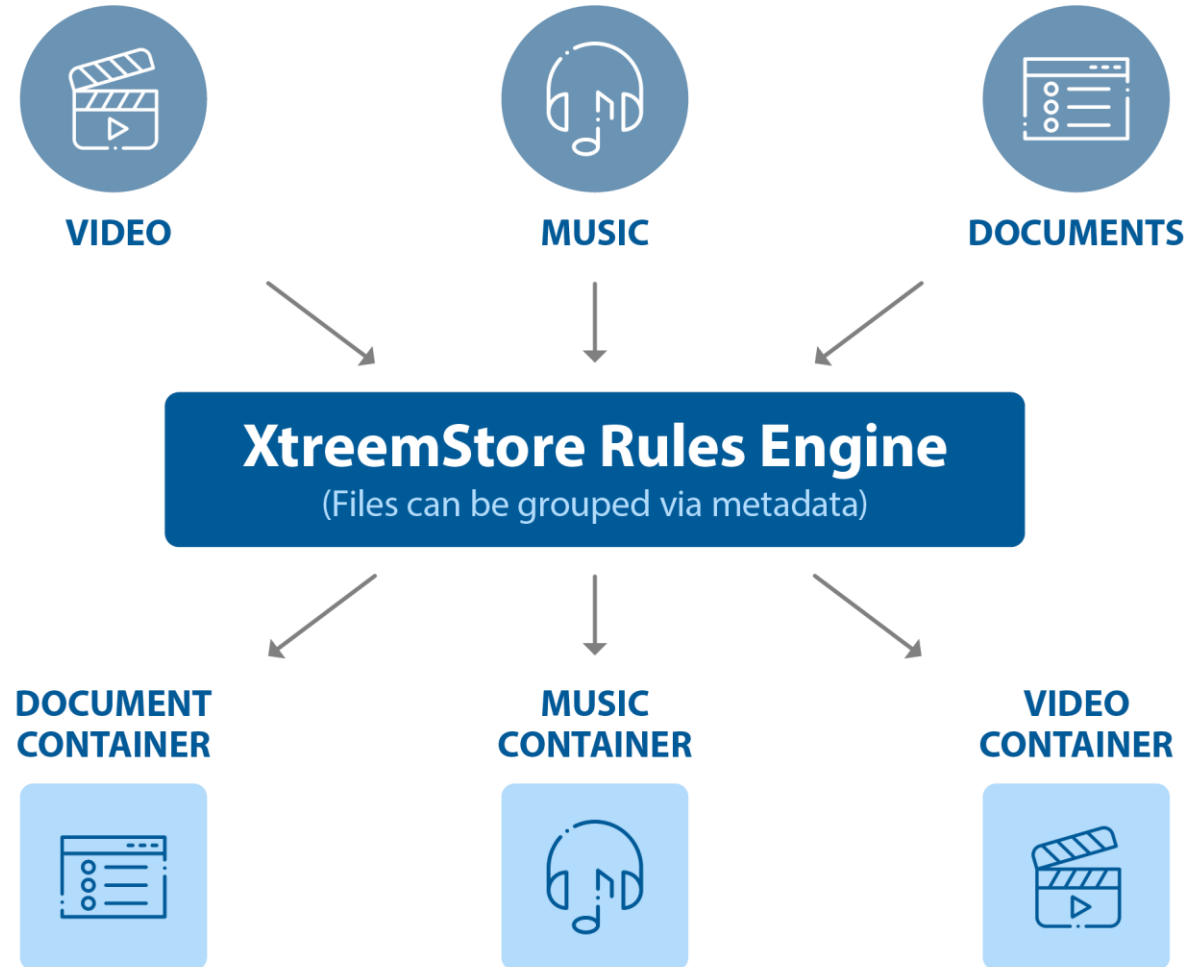 VIDEO
MUSIC
DOCUMENTS
XtreemStore Rules Engine
(Files can be grouped via metadata)
DOCUMENT
CONTAINER
MUSIC
CONTAINER
VIDEO
CONTAINER